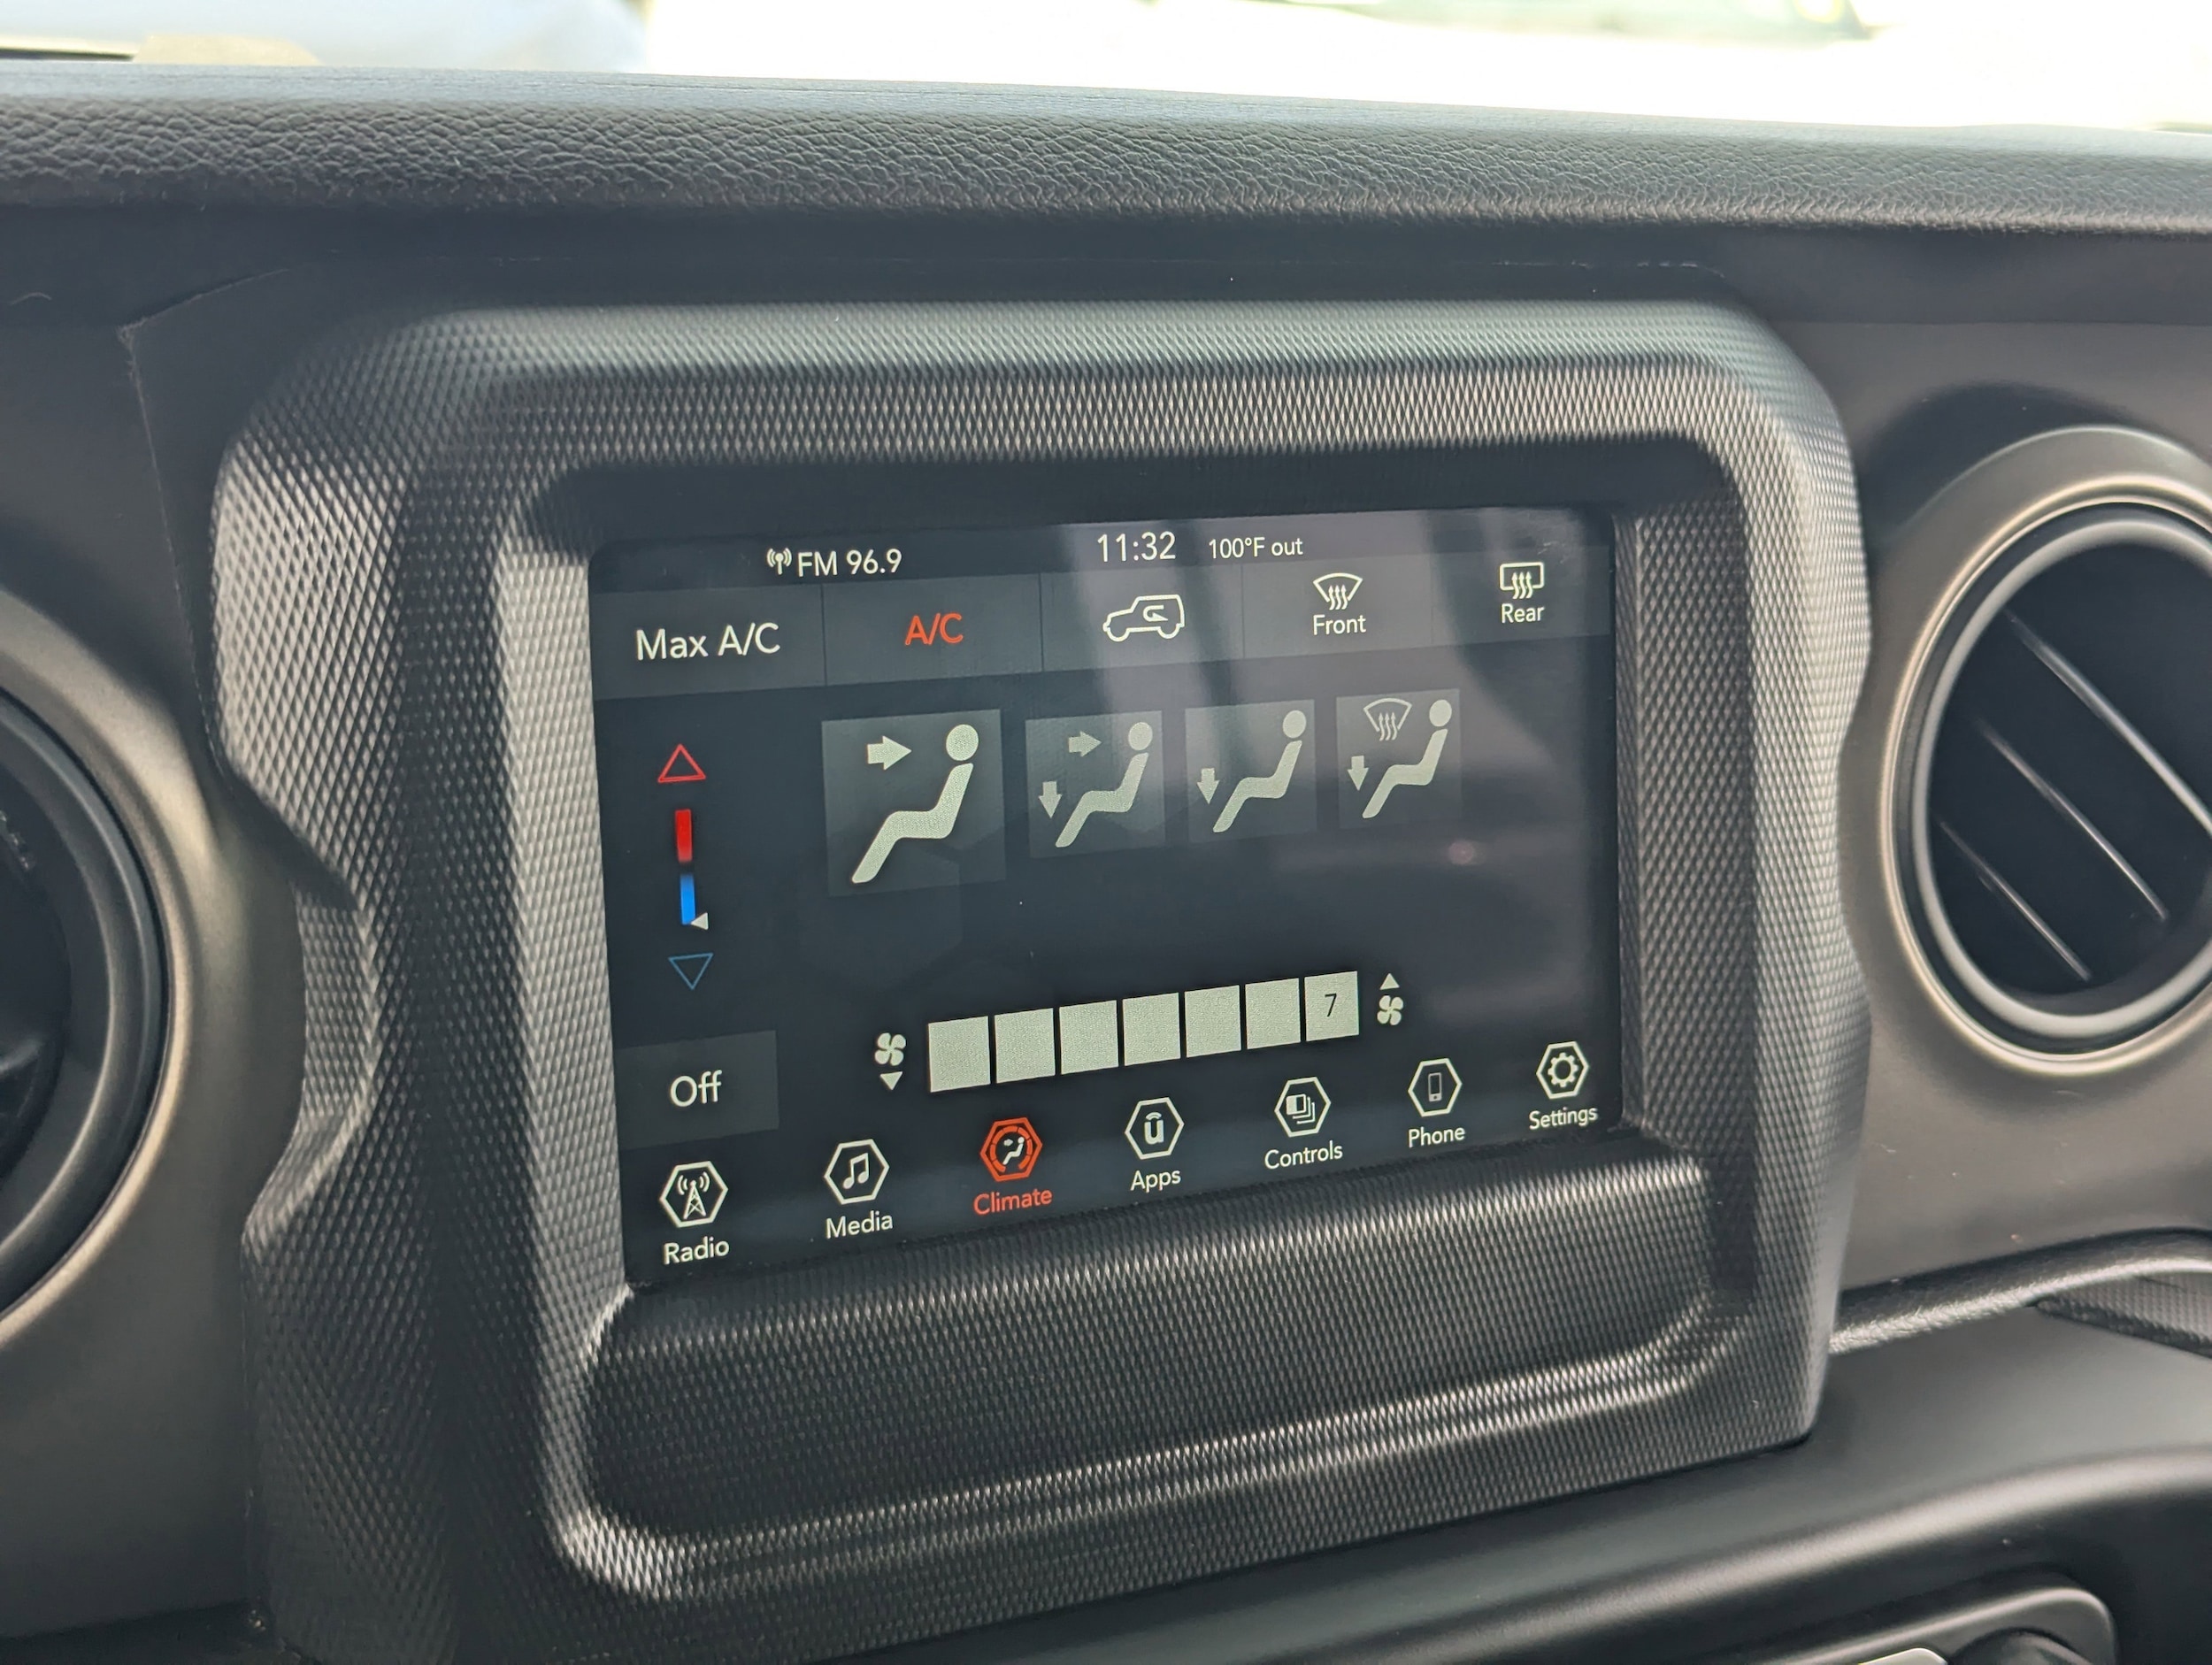 FM 96.9 11:32 100°F out
Max A/C A/C Front Rear
7
Off
Radio Media Climate Apps Controls Phone Settings